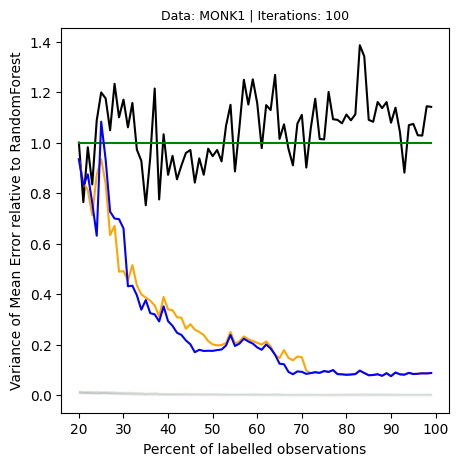 Data: MONK1 | Iterations: 100
Variance of Mean Error relative to RandomForest
1.4
1.2
1.0
0.8
0.6
0.4
0.2
0.0
20 30 40 50 60 70 80 90 100
Percent of labelled observations